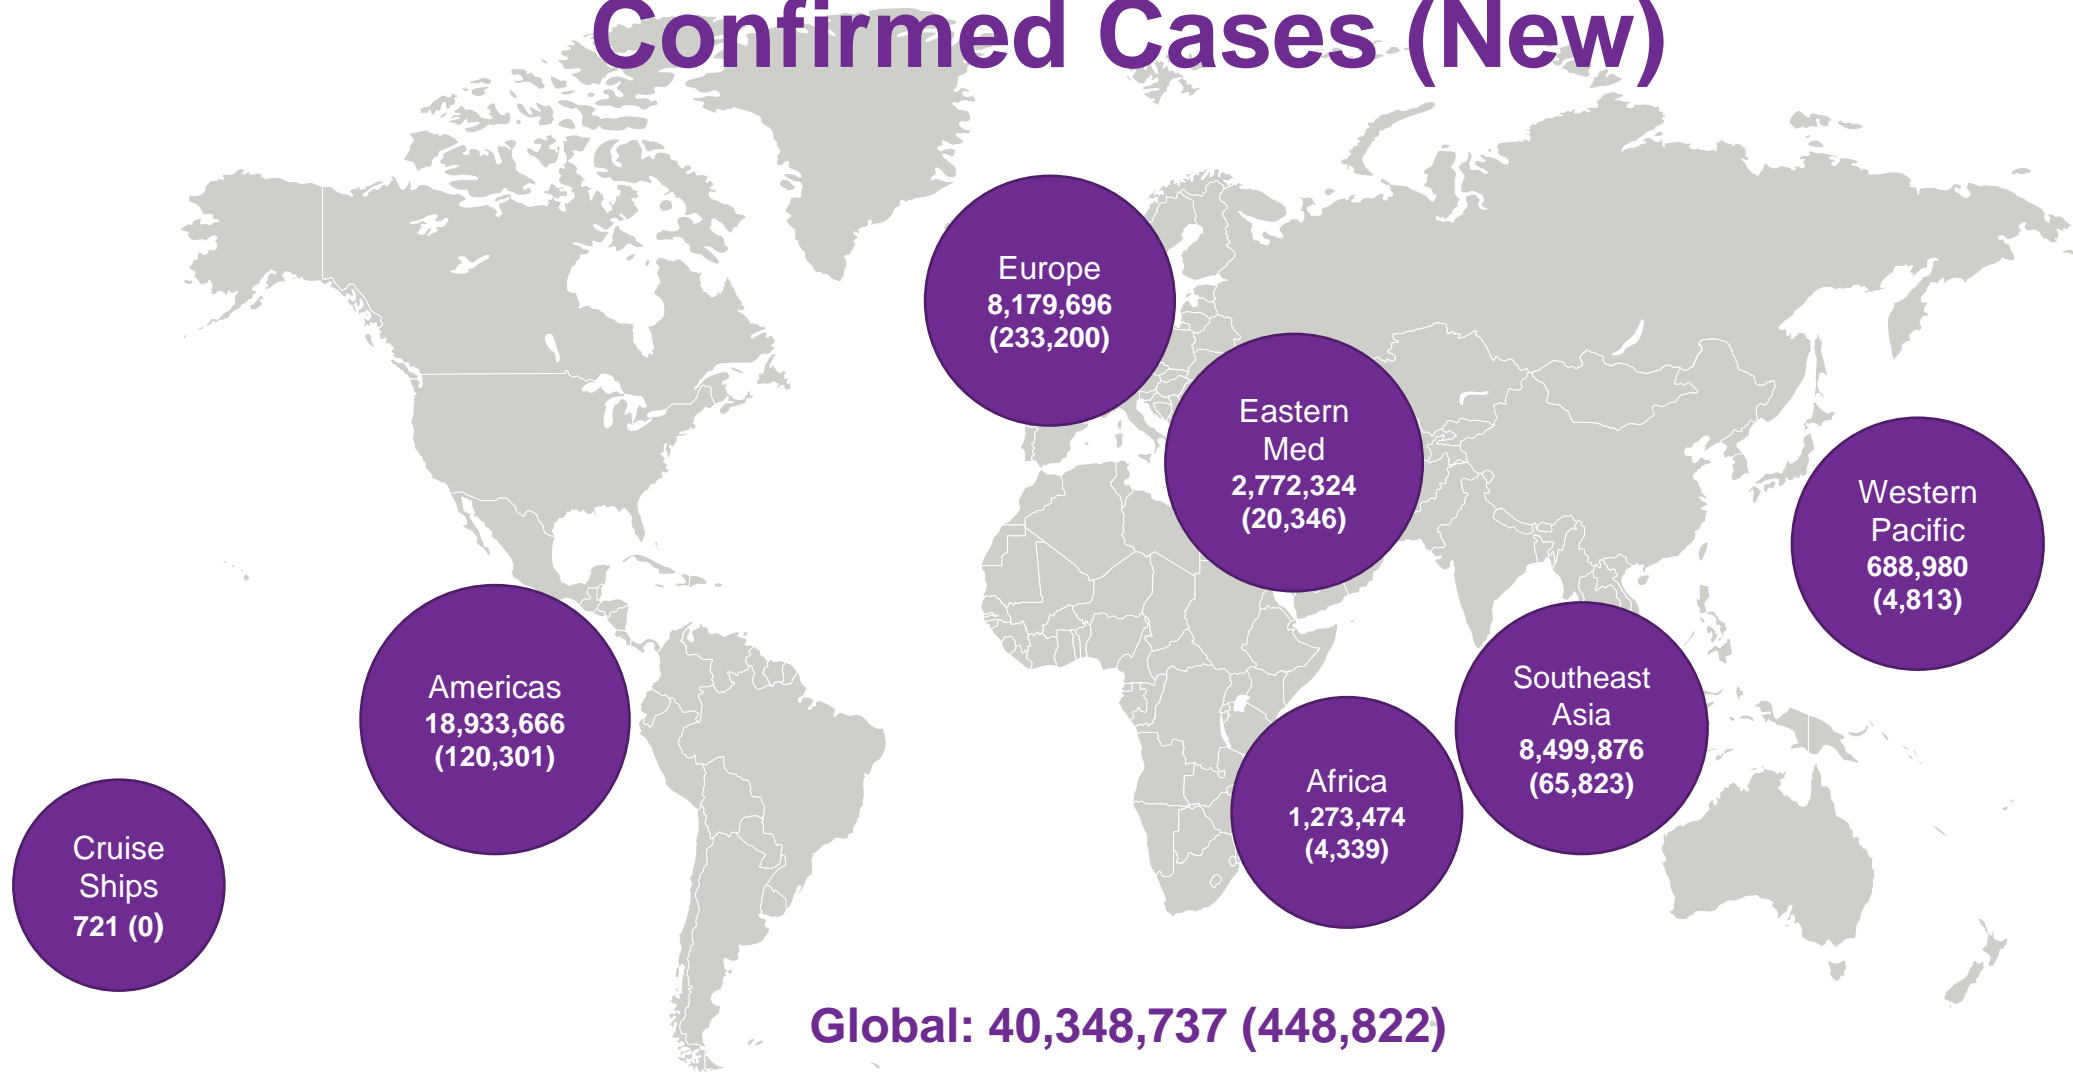 Confirmed Cases (New)
Europe
8,179,696
(233,200)
Eastern
Med
2,772,324
(20,346)
Western
Pacific
688,980
(4,813)
Americas
18,933,666
(120,301)
Southeast
Asia
8,499,876
(65,823)
Africa
1,273,474
(4,339)
Cruise
Ships
721 (0)
Global: 40,348,737 (448,822)